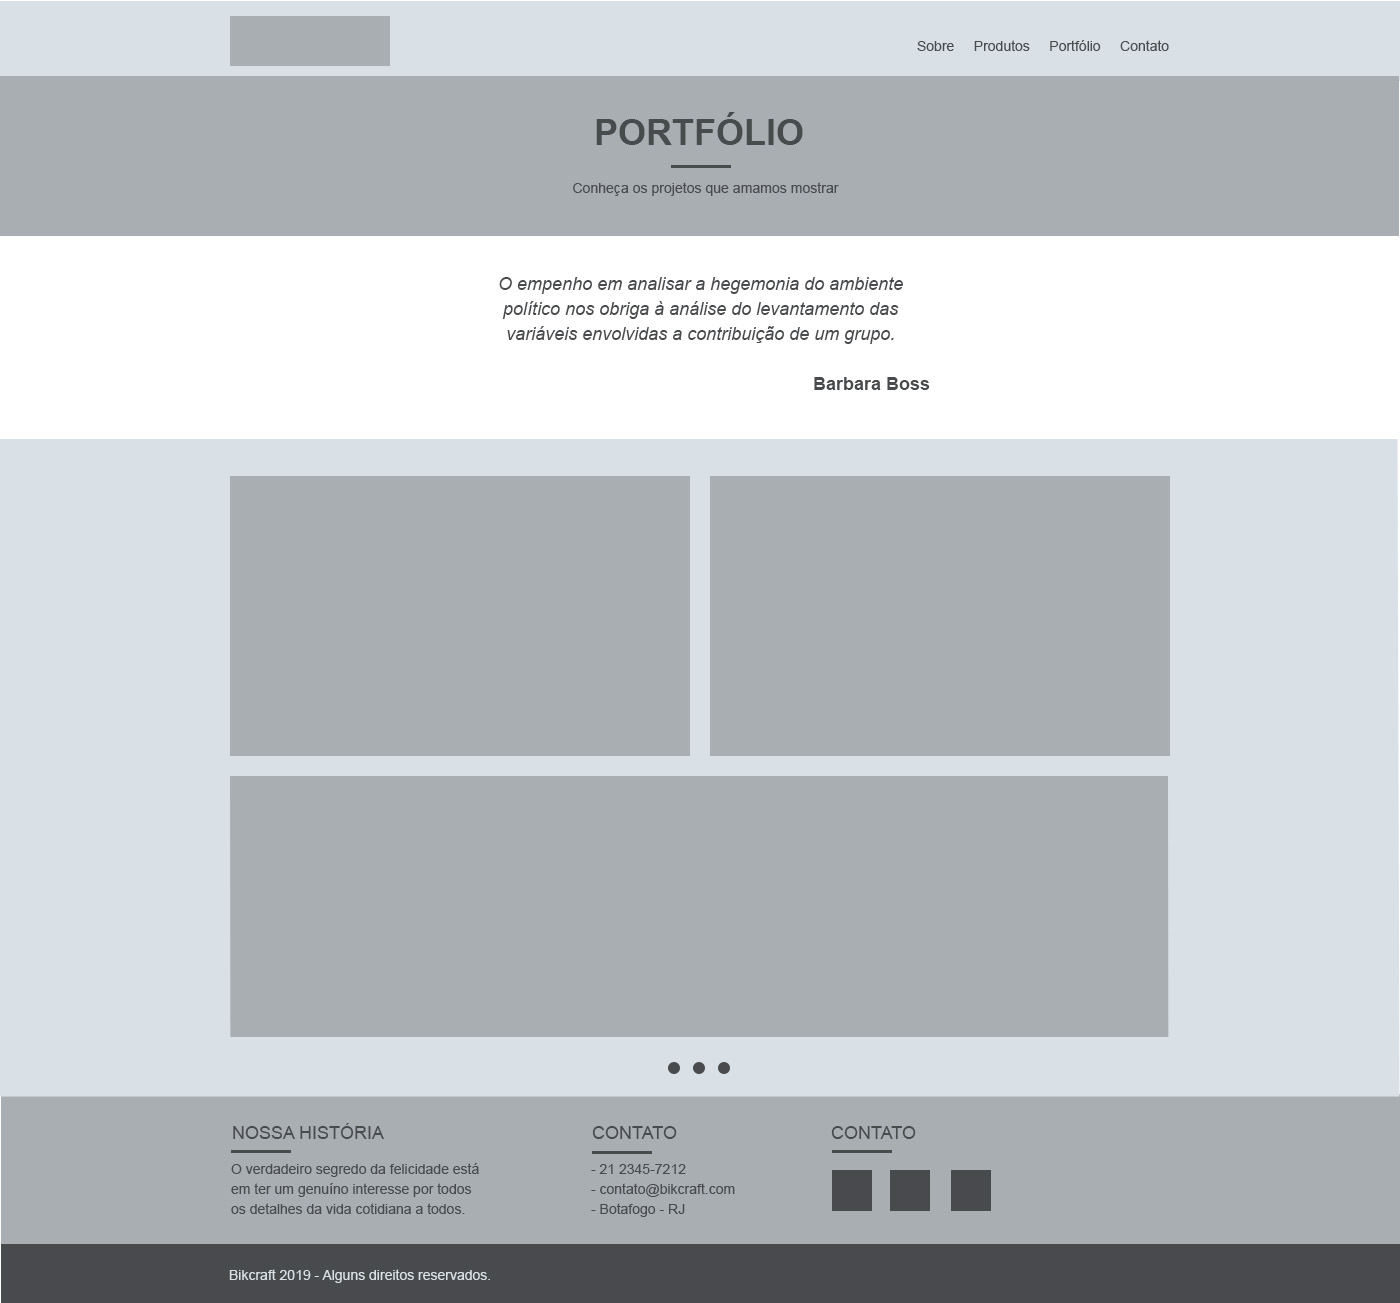 Sobre Produtos Portfólio Contato
PORTFÓLIO
Conheça os projetos que amamos mostrar
O empenho em analisar a hegemonia do ambiente
político nos obriga à análise do levantamento das
variáveis envolvidas a contribuição de um grupo.
Barbara Boss
NOSSA HISTÓRIA
O verdadeiro segredo da felicidade está
em ter um genuíno interesse por todos
os detalhes da vida cotidiana a todos.
CONTATO
- 21 2345-7212
- contato@bikcraft.com
- Botafogo - RJ
CONTATO
Bikcraft 2019 - Alguns direitos reservados.